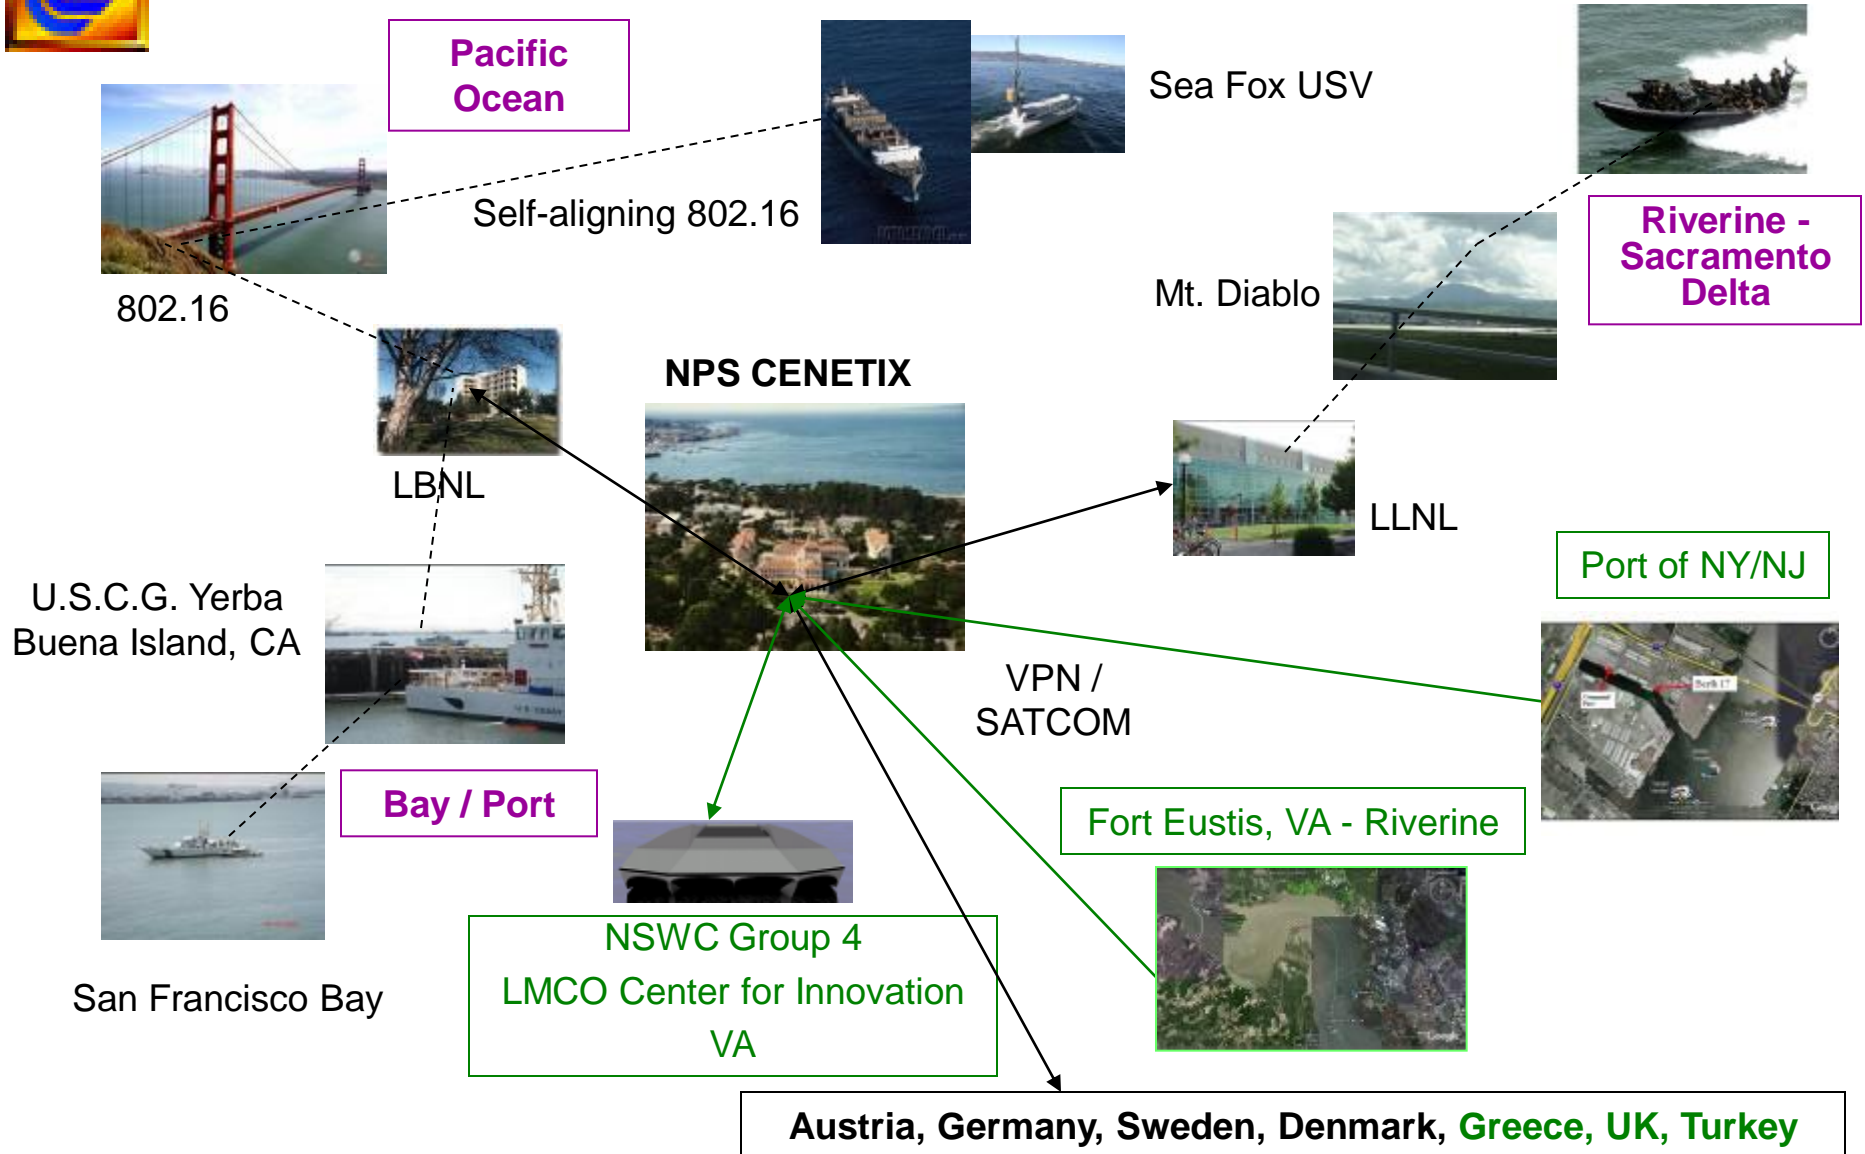 Pacific
Ocean
Sea Fox USV
Self-aligning 802.16
Riverine -
Sacramento
Delta
Mt. Diablo
802.16
NPS CENETIX
LBNL
LLNL
Port of NY/NJ
U.S.C.G. Yerba
Buena Island, CA
VPN /
SATCOM
Berth 17
Bay / Port
Fort Eustis, VA - Riverine
NSWC Group 4
LMCO Center for Innovation
VA
San Francisco Bay
Austria, Germany, Sweden, Denmark, Greece, UK, Turkey